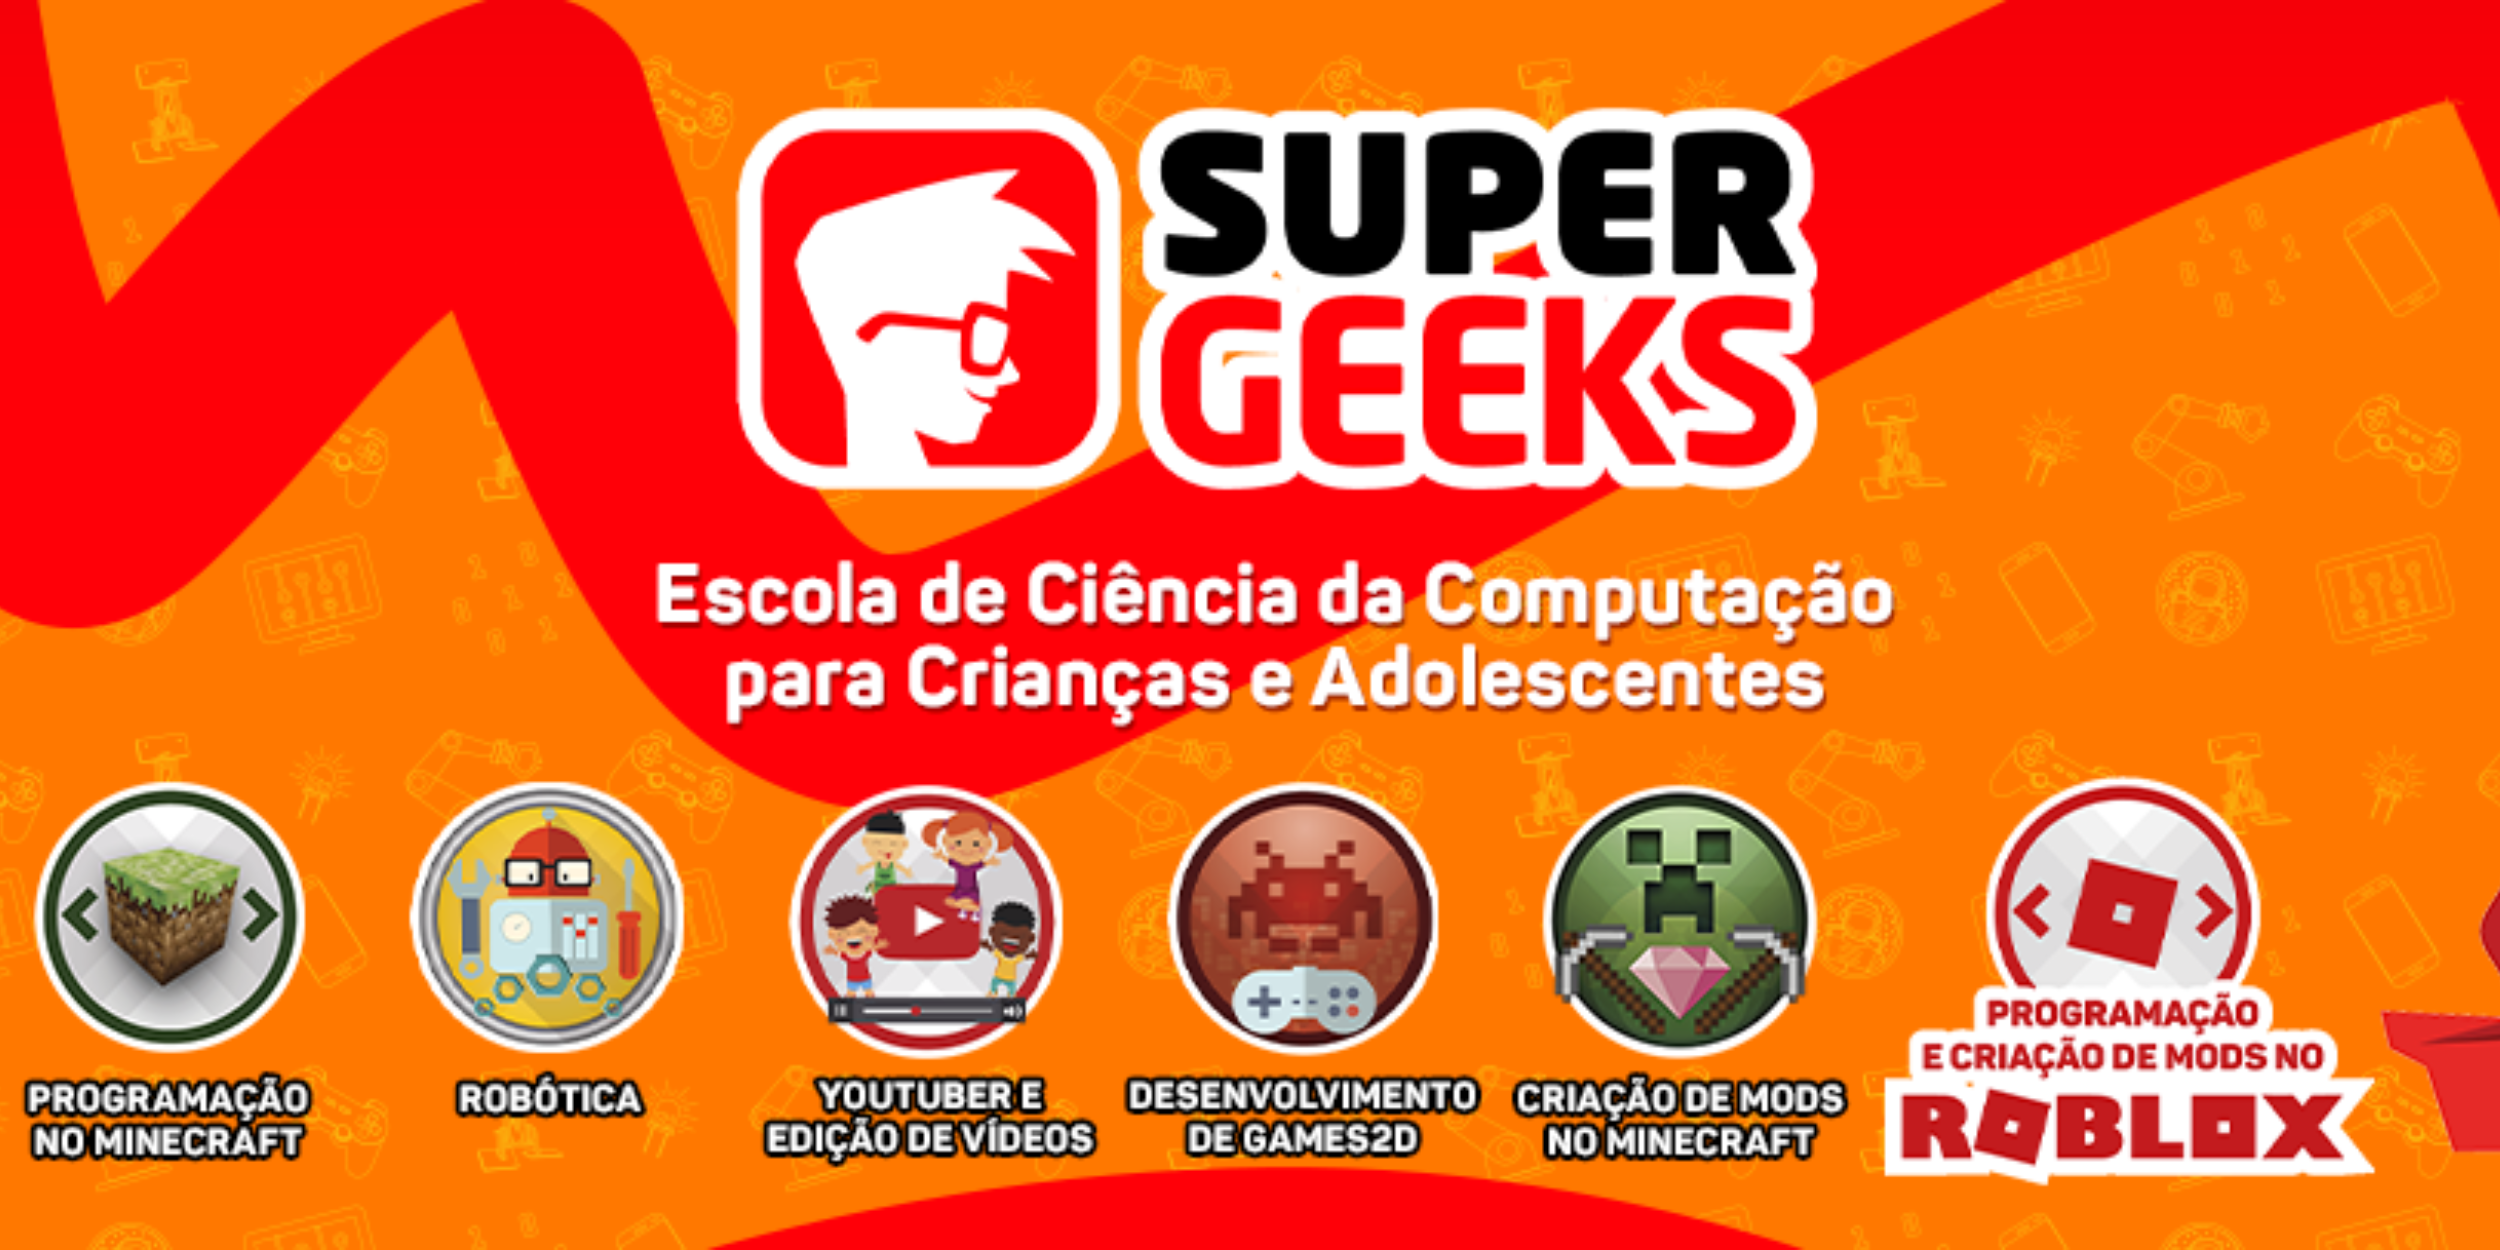 SUPER
GEEKS
Escola de Ciência da Computação
para Crianças e Adolescentes
PROGRAMAÇÃO
NO MINECRAFT
ROBÓTICA
YOUTUBER E
EDIÇÃO DE VÍDEOS
DESENVOLVIMENTO
DE GAMES2D
CRIAÇÃO DE MODS
NO MINECRAFT
PROGRAMAÇÃO
E CRIAÇÃO DE MODS NO
ROBLOX